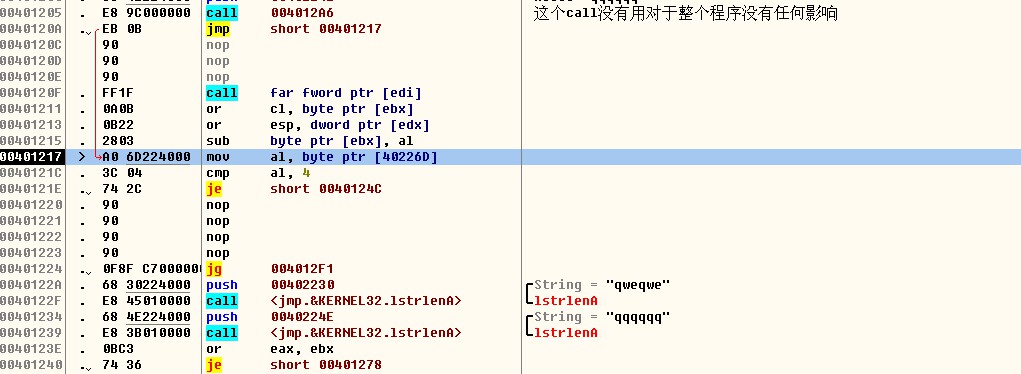 00401205 . E8 9C000000 call 004012A6 这个call没有用对于整个程序没有任何影响
0040120A . EB 0B jmp short 00401217
0040120C 90 nop
0040120D 90 nop
0040120E 90 nop
0040120F . FF1F call far fword ptr [edi]
00401211 . 0A0B or cl, byte ptr [ebx]
00401213 . 0B22 or esp, dword ptr [edx]
00401215 . 2803 sub byte ptr [ebx], al
00401217 > A0 6D224000 mov al, byte ptr [40226D]
0040121C . 3C 04 cmp al, 4
0040121E . 74 2C je short 0040124C
00401220 90 nop
00401221 90 nop
00401222 90 nop
00401223 90 nop
00401224 . 0F8F C7000000 jg 004012F1
0040122A . 68 30224000 push 00402230 String = "qweqwe"
0040122F . E8 45010000 call <jmp.&KERNEL32.lstrlenA> lstrlenA
00401234 . 68 4E224000 push 0040224E String = "qqqqqq"
00401239 . E8 3B010000 call <jmp.&KERNEL32.lstrlenA> lstrlenA
0040123E . 0BC3 or eax, ebx
00401240 . 74 36 je short 00401278